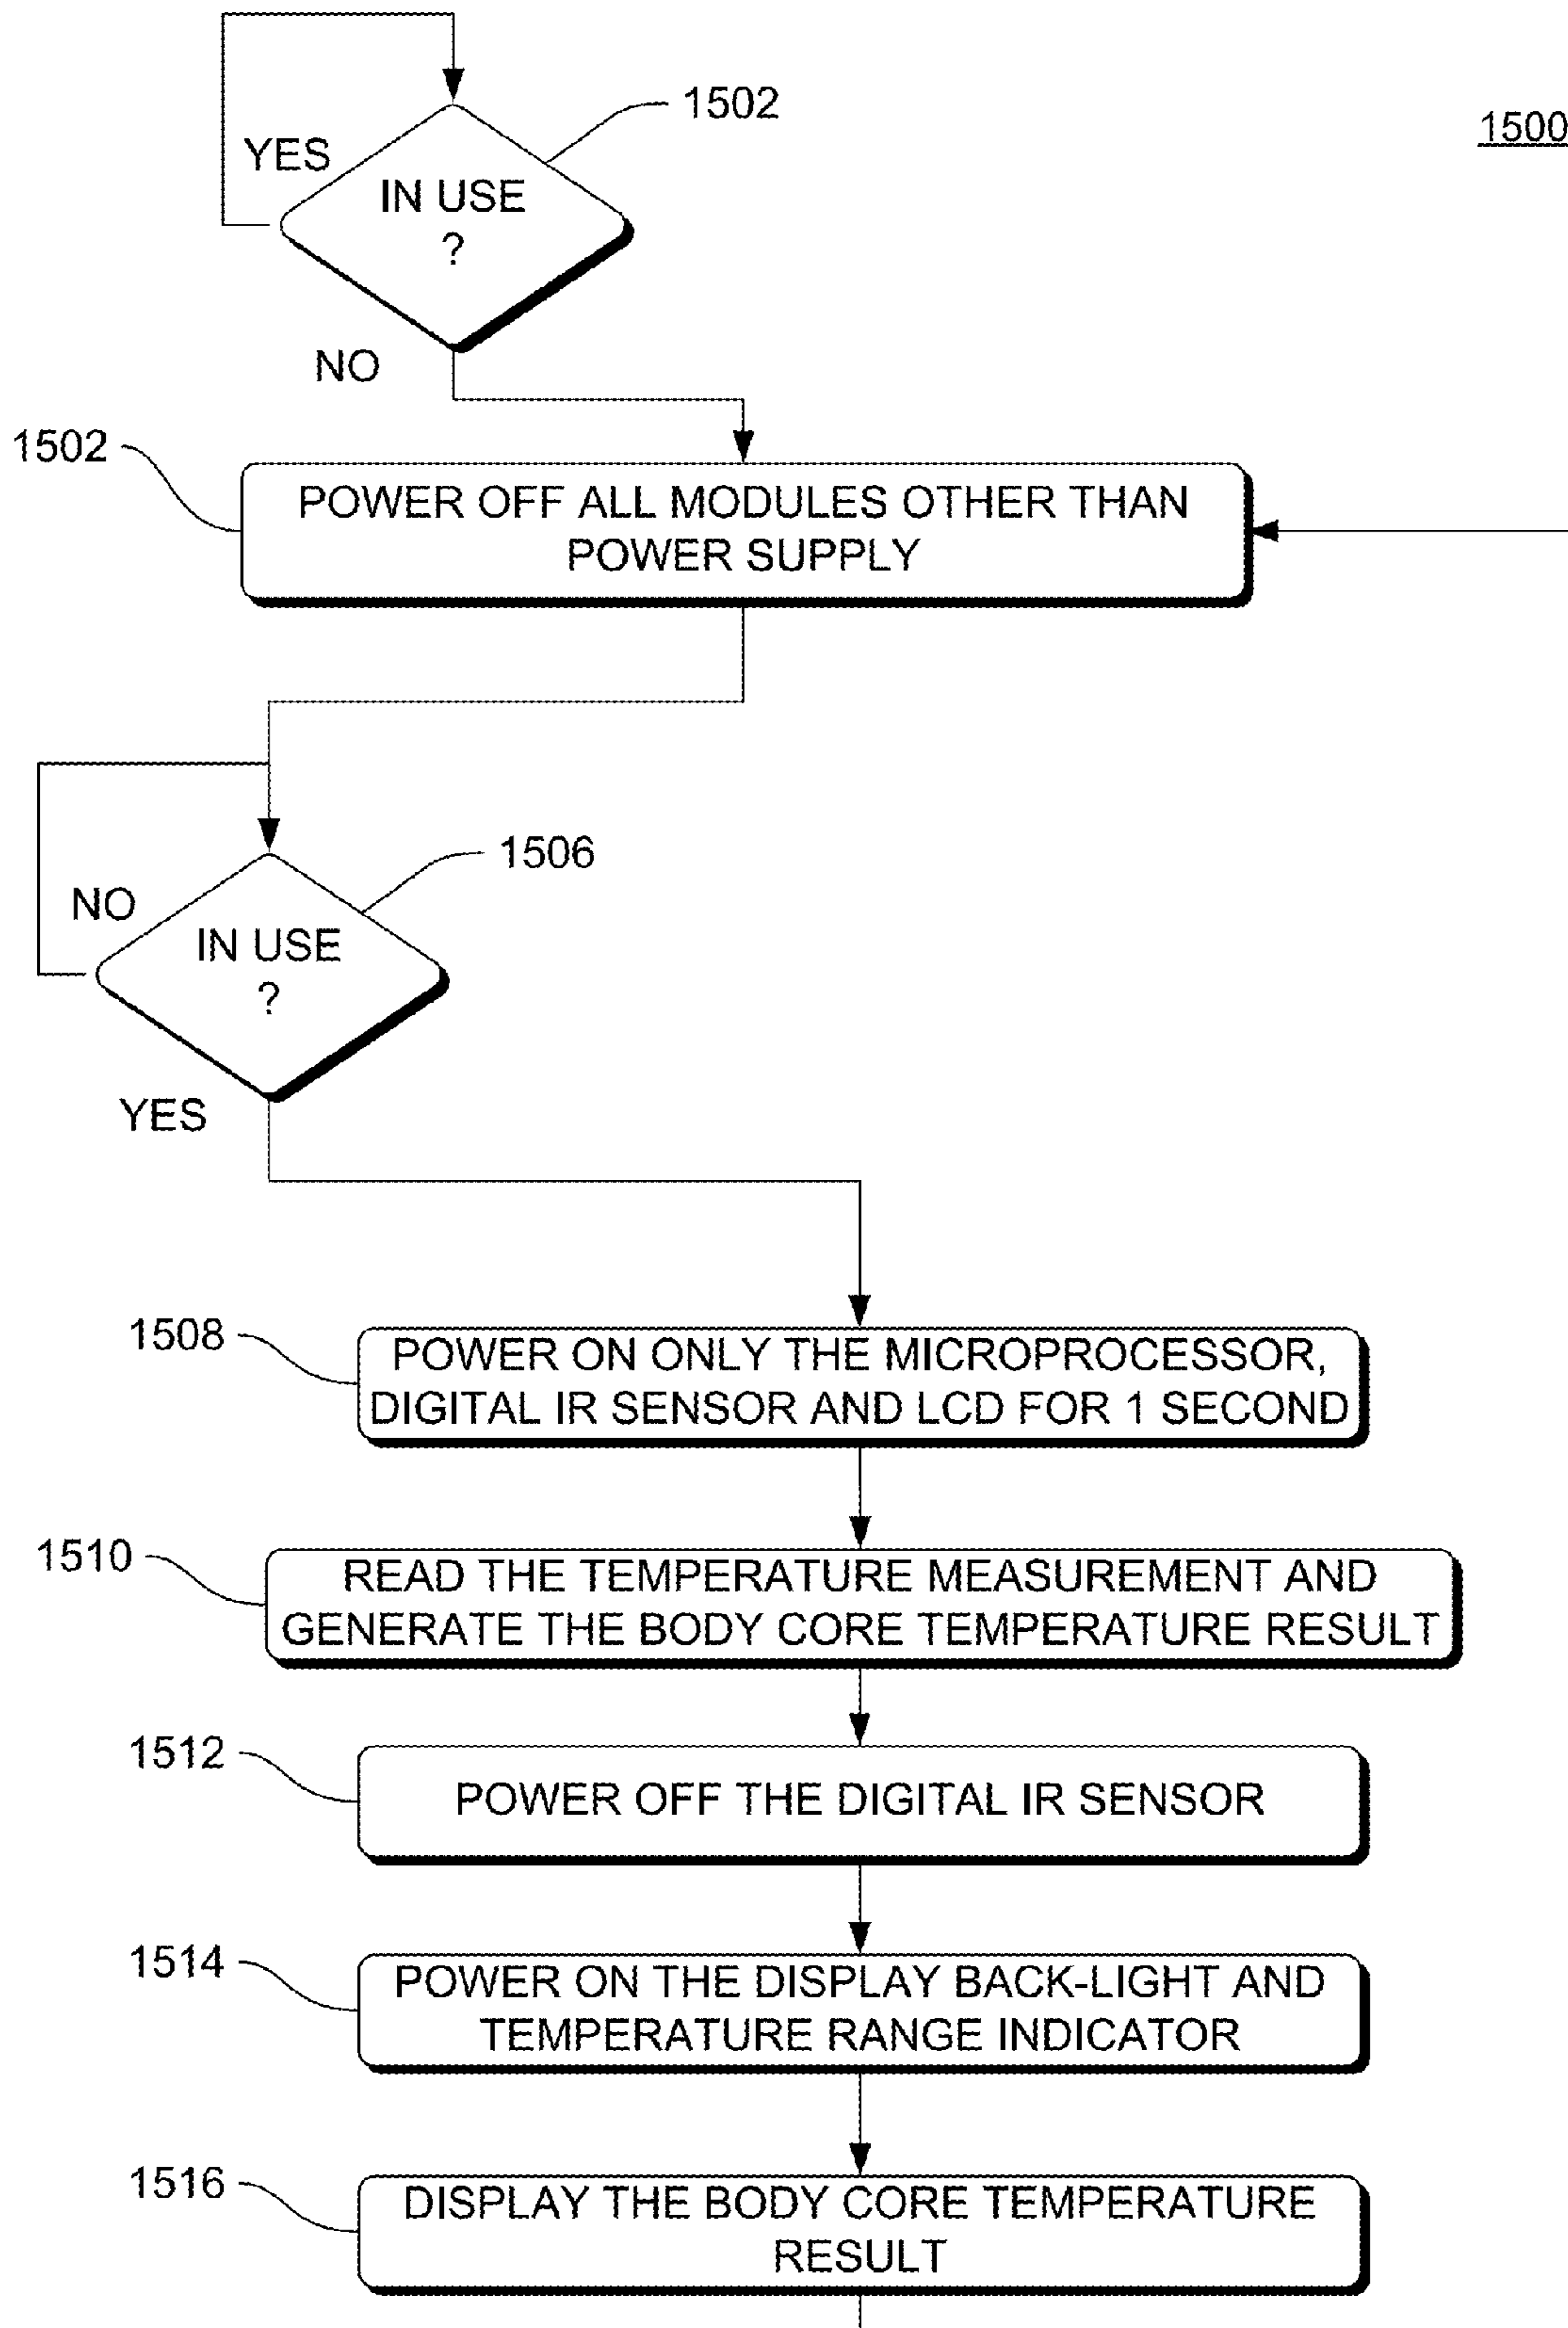 1502
1500
YES
IN USE
?
NO
1502
POWER OFF ALL MODULES OTHER THAN
POWER SUPPLY
1506
NO
IN USE
?
YES
1508
POWER ON ONLY THE MICROPROCESSOR,
DIGITAL IR SENSOR AND LCD FOR 1 SECOND
1510
READ THE TEMPERATURE MEASUREMENT AND
GENERATE THE BODY CORE TEMPERATURE RESULT
1512
POWER OFF THE DIGITAL IR SENSOR
1514
POWER ON THE DISPLAY BACK-LIGHT AND
TEMPERATURE RANGE INDICATOR
1516
DISPLAY THE BODY CORE TEMPERATURE
RESULT